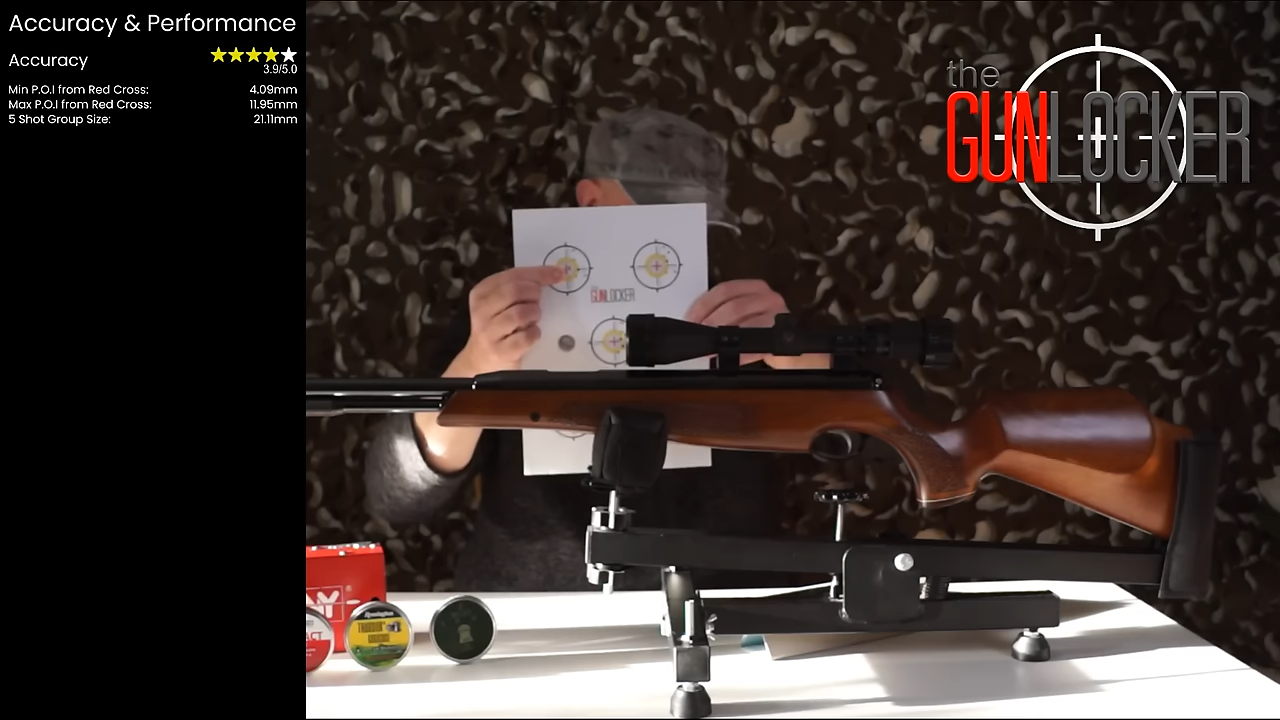 Accuracy & Performance
Accuracy
3.9/5.0
Min P.O.I from Red Cross: 4.09mm
Max P.O.I from Red Cross: 11.95mm
5 Shot Group Size: 21.11mm
the
GUNLOCKER
GUNLOCKER
Remington